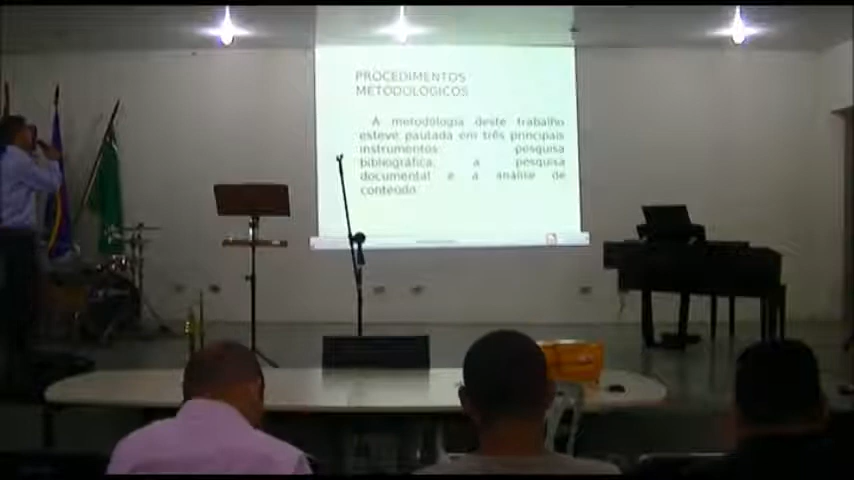 PROCEDIMENTOS
METODOLÓGICOS
A metodologia deste trabalho
esteve pautada em três principais
instrumentos pesquisa
bibliográfica, a pesquisa
documental e a análise de
conteúdo.